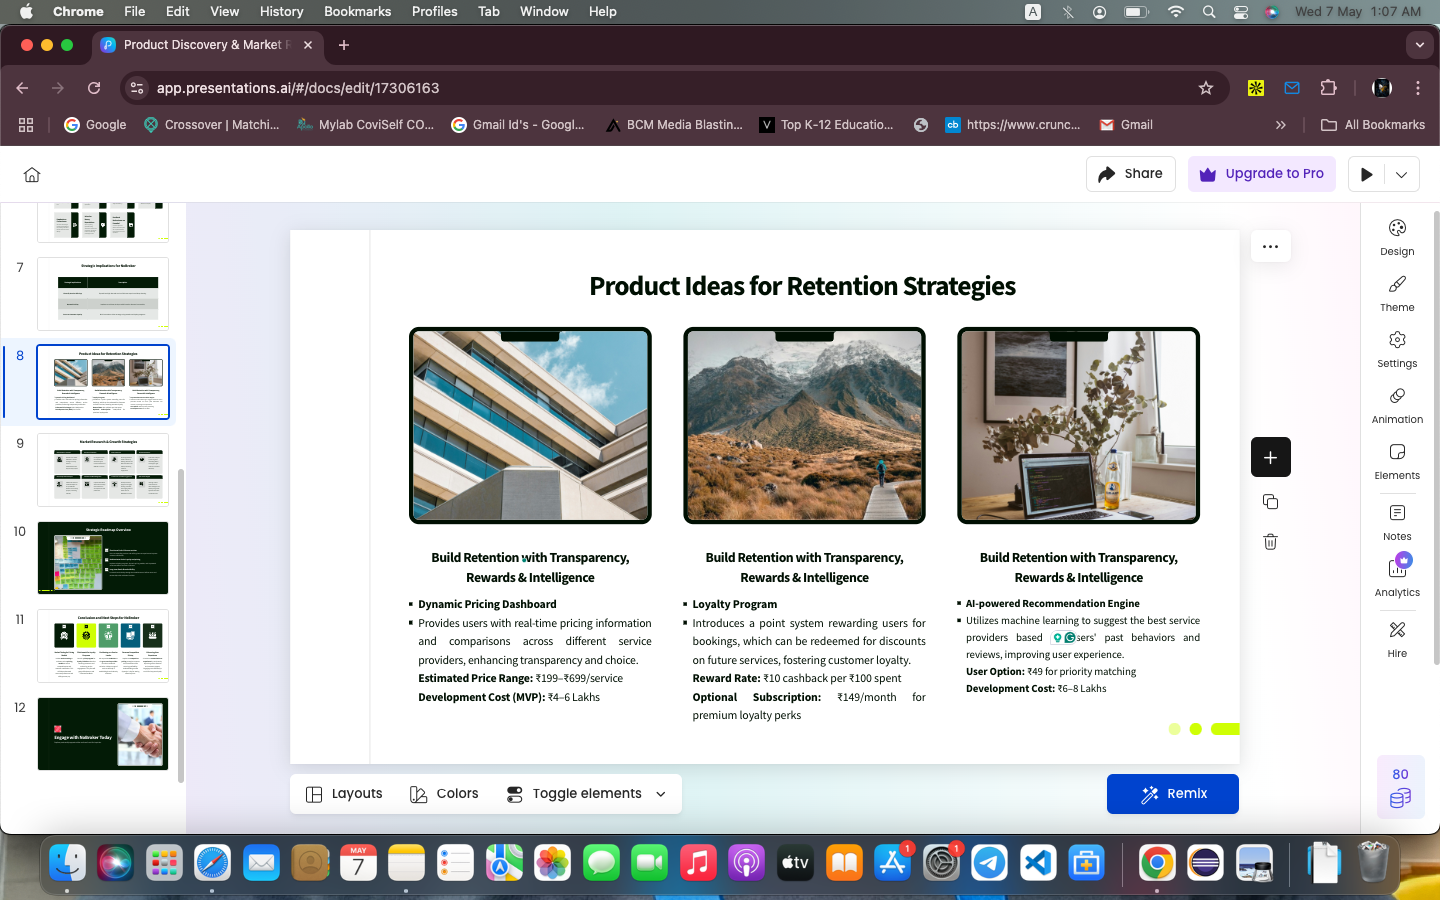 Chrome File Edit View History Bookmarks Profiles Tab Window Help A Wed 7 May 1:07 AM
Product Discovery & Market R
app.presentations.ai/#/docs/edit/17306163
Google Crossover | Matchi... Mylab CoviSelf CO... Gmail Id's - Googl... BCM Media Blastin... Top K-12 Educatio... https://www.crunc... Gmail All Bookmarks
Share Upgrade to Pro
7
Strategic Implications for NoBroker
8
Product Ideas for Retention Strategies
9
Market Research & Growth Strategies
10
Strategic Roadmap Overview
11
Conclusion and Next Steps for NoBroker
12
Engage with NoBroker Today
Product Ideas for Retention Strategies
Build Retention with Transparency,
Rewards & Intelligence
Dynamic Pricing Dashboard
Provides users with real-time pricing information
and comparisons across different service
providers, enhancing transparency and choice.
Estimated Price Range: ₹199–₹699/service
Development Cost (MVP): ₹4–6 Lakhs
Build Retention with Transparency,
Rewards & Intelligence
Loyalty Program
Introduces a point system rewarding users for
bookings, which can be redeemed for discounts
on future services, fostering customer loyalty.
Reward Rate: ₹10 cashback per ₹100 spent
Optional Subscription: ₹149/month for
premium loyalty perks
Build Retention with Transparency,
Rewards & Intelligence
AI-powered Recommendation Engine
Utilizes machine learning to suggest the best service
providers based sers' past behaviors and
reviews, improving user experience.
User Option: ₹49 for priority matching
Development Cost: ₹6–8 Lakhs
Layouts Colors Toggle elements Remix
Design
Theme
Settings
Animation
Elements
Notes
Analytics
Hire
80
MAY
7
tv
1
1